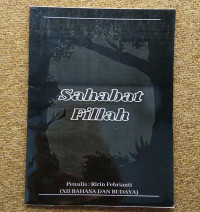 Sahabat
Fillah
Penulis: Ririn Febrianti
(XII BAHASA DAN BUDAYA)